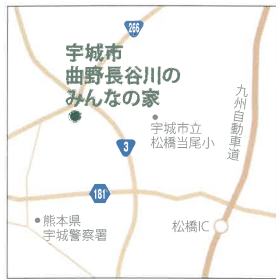 266
宇城市
曲野長谷川の
みんなの家
宇城市立
松橋当尾小
九州自動車道
3
181
熊本県
宇城警察署
松橋IC